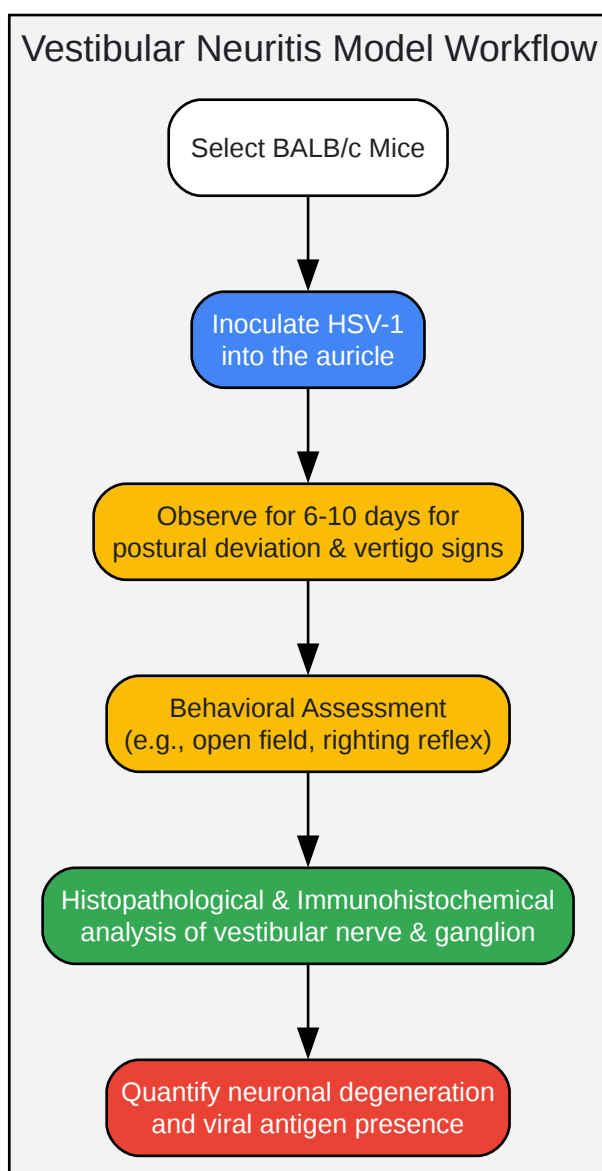 Vestibular Neuritis Model Workflow
Select BALB/c Mice
Inoculate HSV-1
into the auricle
Observe for 6-10 days for
postural deviation & vertigo signs
Behavioral Assessment
(e.g., open field, righting reflex)
Histopathological & Immunohistochemical
analysis of vestibular nerve & ganglion
Quantify neuronal degeneration
and viral antigen presence